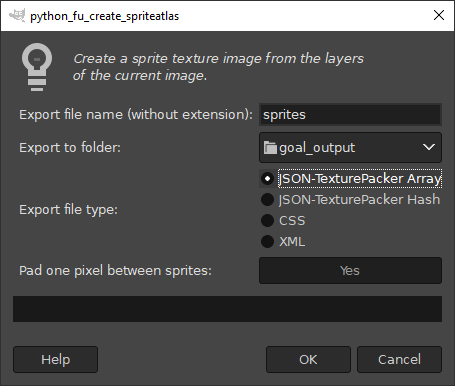 python_fu_create_spriteatlas
Create a sprite texture image from the layers
of the current image.
Export file name (without extension): sprites
Export to folder: goal_output
Export file type:
JSON-TexturePacker Array
JSON-TexturePacker Hash
CSS
XML
Pad one pixel between sprites: Yes
Help OK Cancel